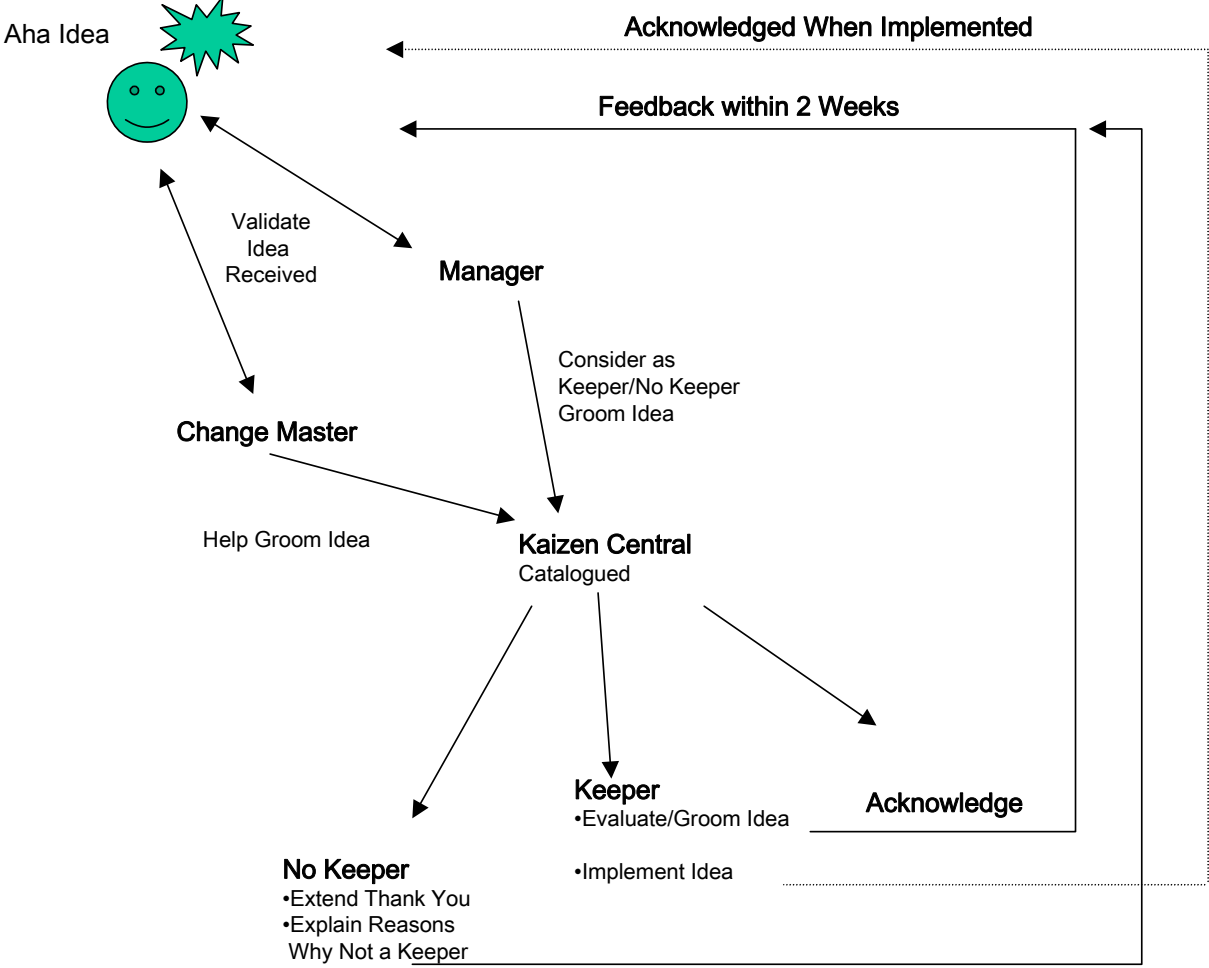 Aha Idea
Acknowledged When Implemented
Feedback within 2 Weeks
Validate
Idea
Received
Manager
Consider as
Keeper/No Keeper
Groom Idea
Change Master
Help Groom Idea
Kaizen Central
Catalogued
Keeper
•Evaluate/Groom Idea
•Implement Idea
Acknowledge
No Keeper
•Extend Thank You
•Explain Reasons
Why Not a Keeper